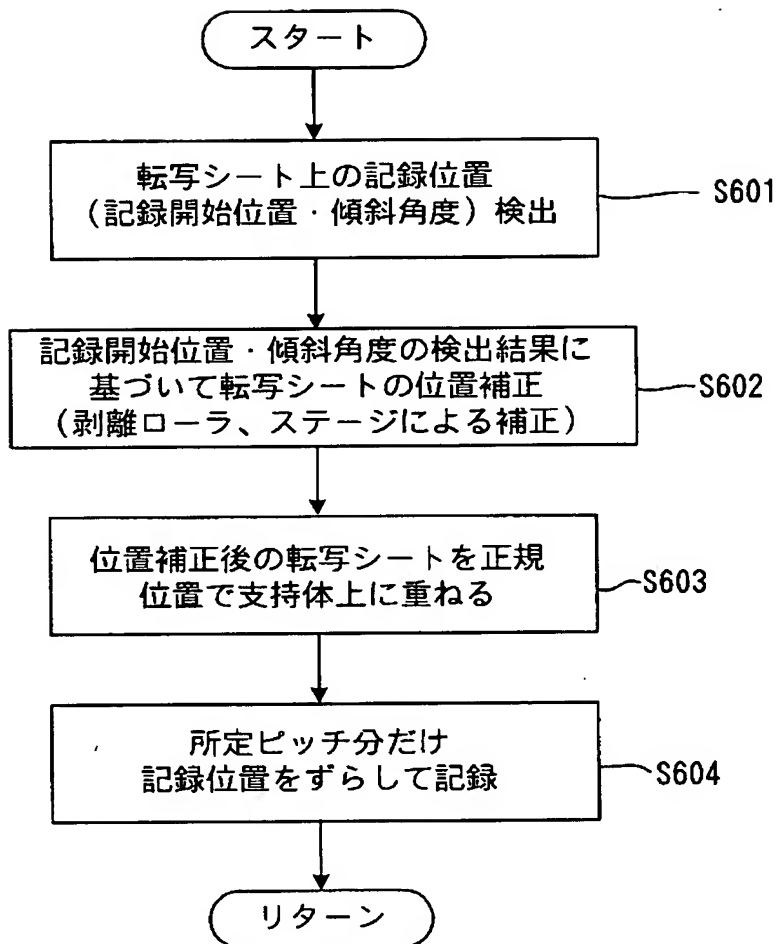 スタート
転写シート上の記録位置
（記録開始位置・傾斜角度）検出
S601
記録開始位置・傾斜角度の検出結果に
基づいて転写シートの位置補正
（剥離ローラ、ステージによる補正）
S602
位置補正後の転写シートを正規
位置で支持体上に重ねる
S603
所定ピッチ分だけ
記録位置をずらして記録
S604
リターン